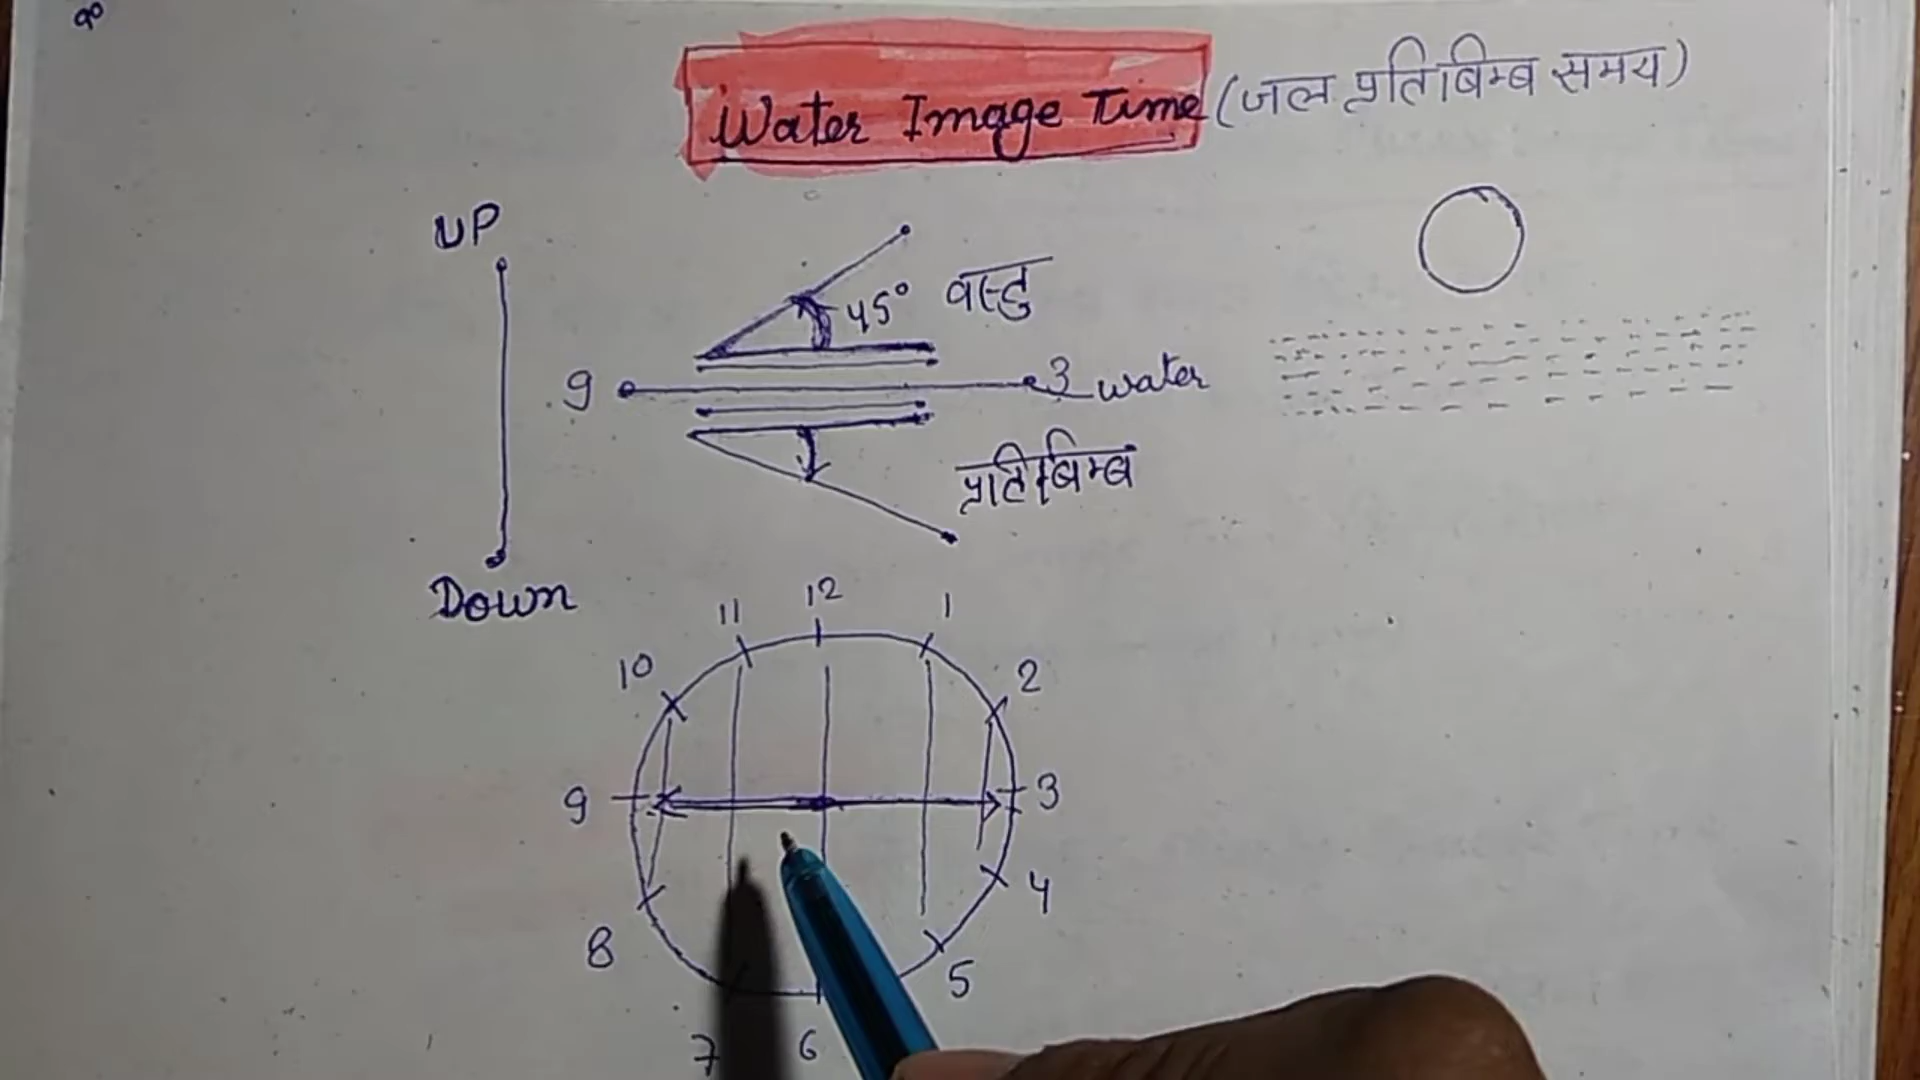 Water Image Time (जल प्रतिबिम्ब समय)
UP
45° वस्तु
9 3 water
प्रतिबिम्ब
Down
11 12 1
10 2
9 3
8 4
7 6 5